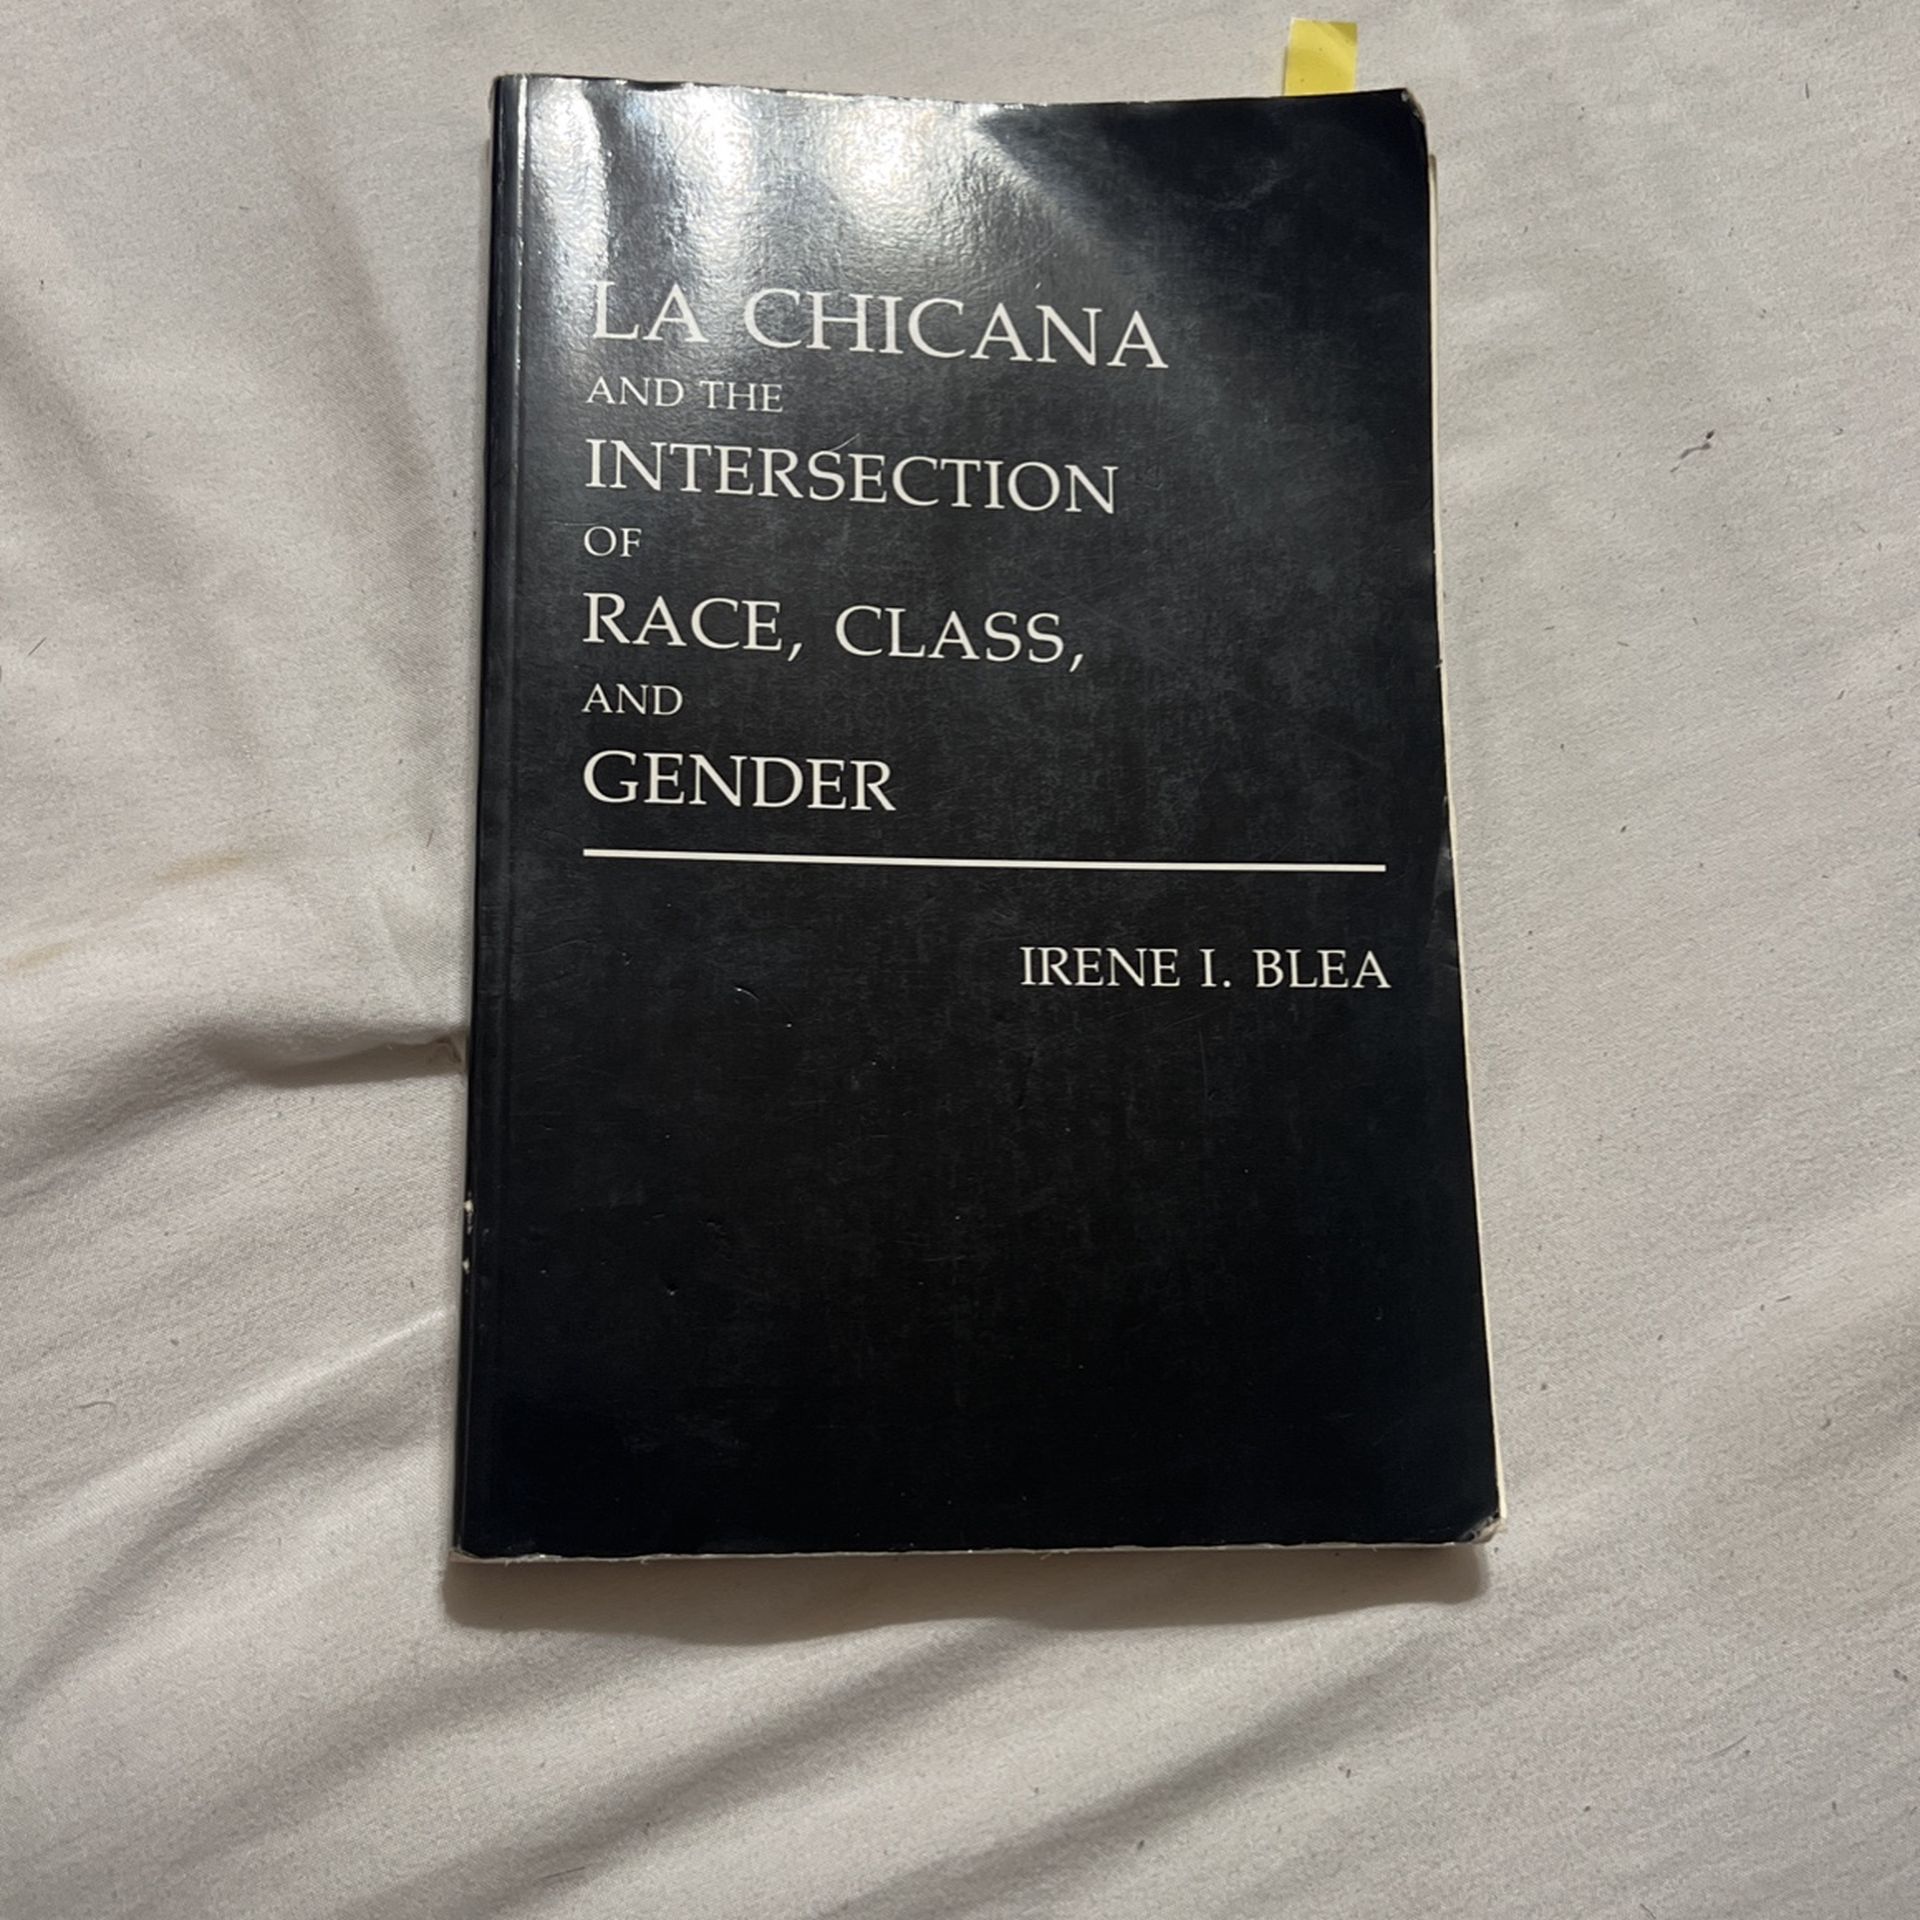 LA CHICANA
AND THE
INTERSECTION
OF
RACE, CLASS,
AND
GENDER
IRENE I. BLEA